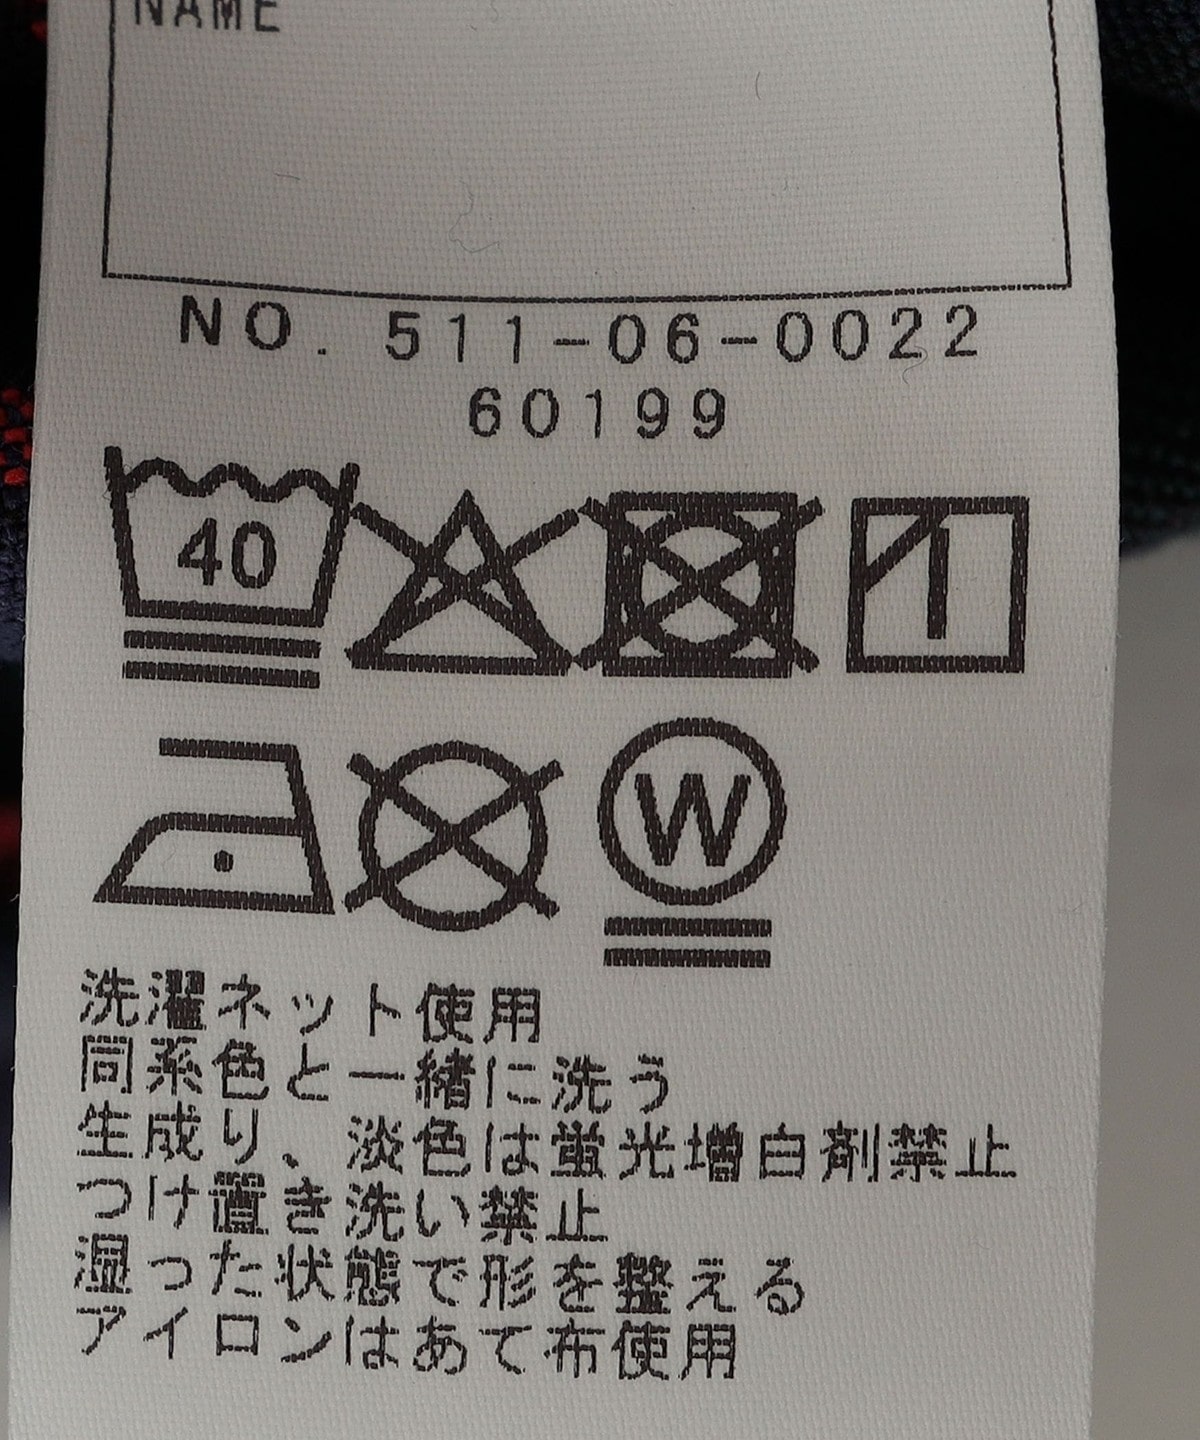 NAME
NO. 511-06-0022
60199
40
W
洗濯ネット使用
同系色と一緒に洗う
生成り、淡色は蛍光増白剤禁止
つけ置き洗い禁止
湿った状態で形を整える
アイロンはあて布使用